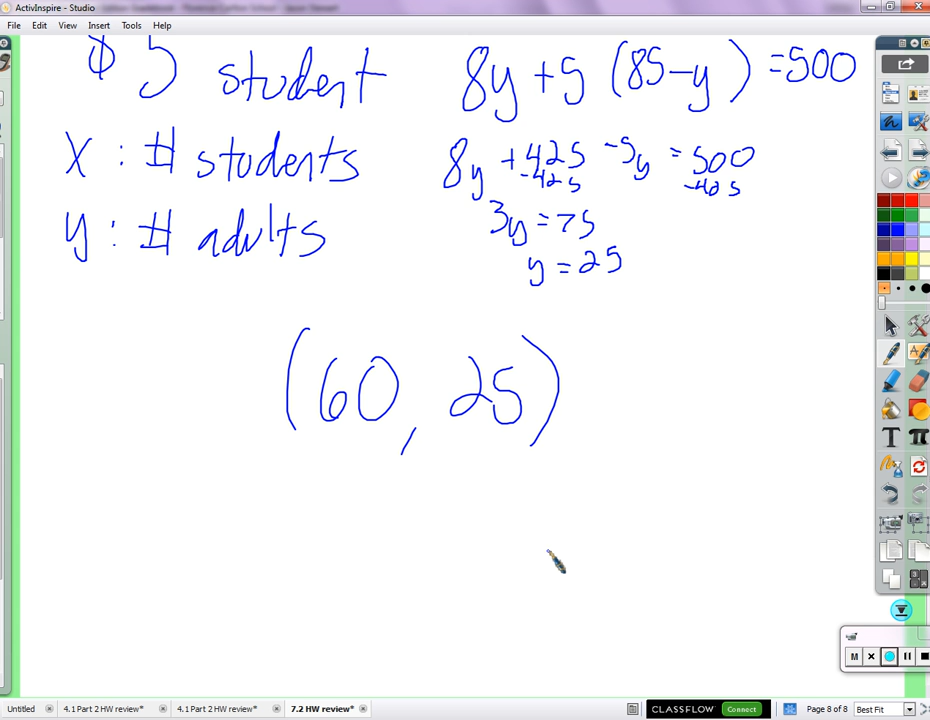 ActivInspire - Studio
File Edit View Insert Tools Help
$ 5 student
8y + 5 (85-y) = 500
X : # students
8y + 425 - 5y = 500
-425 -425
3y = 75
y : # adults
y = 25
(60, 25)
M
Untitled
4.1 Part 2 HW review*
4.1 Part 2 HW review*
7.2 HW review*
CLASSFLOW Connect
Page 8 of 8
Best Fit